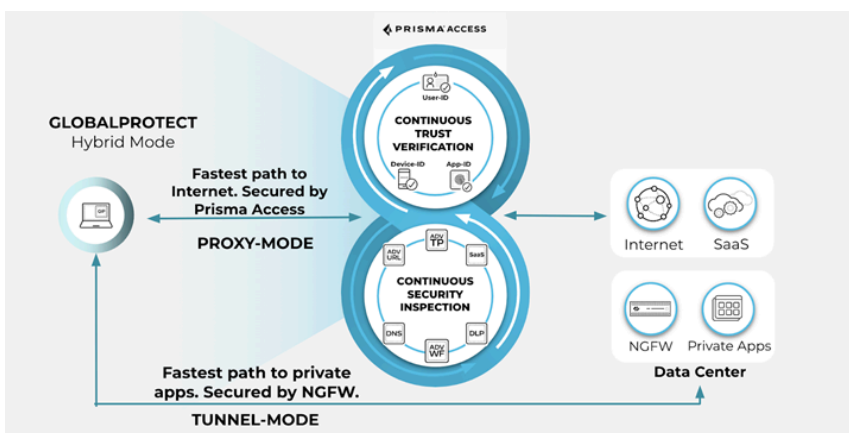 PRISMA ACCESS
GLOBALPROTECT
Hybrid Mode
GP
Fastest path to
Internet. Secured by
Prisma Access
PROXY-MODE
User-ID
CONTINUOUS
TRUST
VERIFICATION
Device-ID
App-ID
ADV
TP
ADV
URL
SaaS
CONTINUOUS
SECURITY
INSPECTION
DNS
DLP
ADV
WF
Internet
SaaS
NGFW
Private Apps
Data Center
Fastest path to private
apps. Secured by NGFW.
TUNNEL-MODE